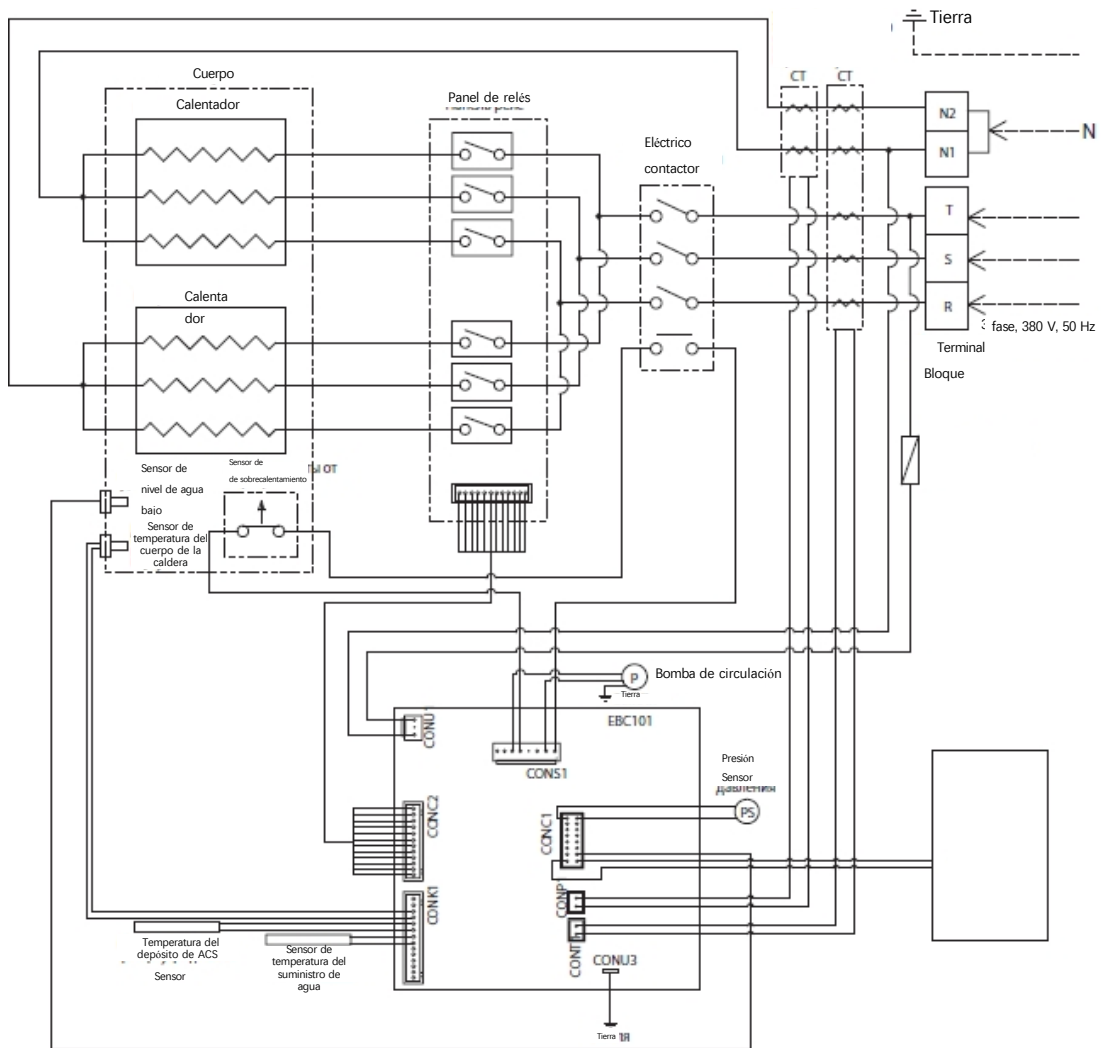 Tierra
Cuerpo
Calentador
Panel de relés
CT
CT
Eléctrico
contactor
N2
N1
N
T
S
R
fase, 380 V, 50 Hz
Terminal
Bloque
Calenta
dor
Sensor de
nivel de agua
bajo
Sensor de
de sobrecalentamiento
ты от
Sensor de
temperatura del
cuerpo de la
caldera
P
Bomba de circulación
Tierra
EBC101
CONU1
CONS1
Presión
Sensor
давления
PS
CONC2
CONC1
CONK1
CONP1
CONT
CONU3
Temperatura del
depósito de ACS
Sensor
Sensor de
temperatura del
suministro de
agua
Tierra